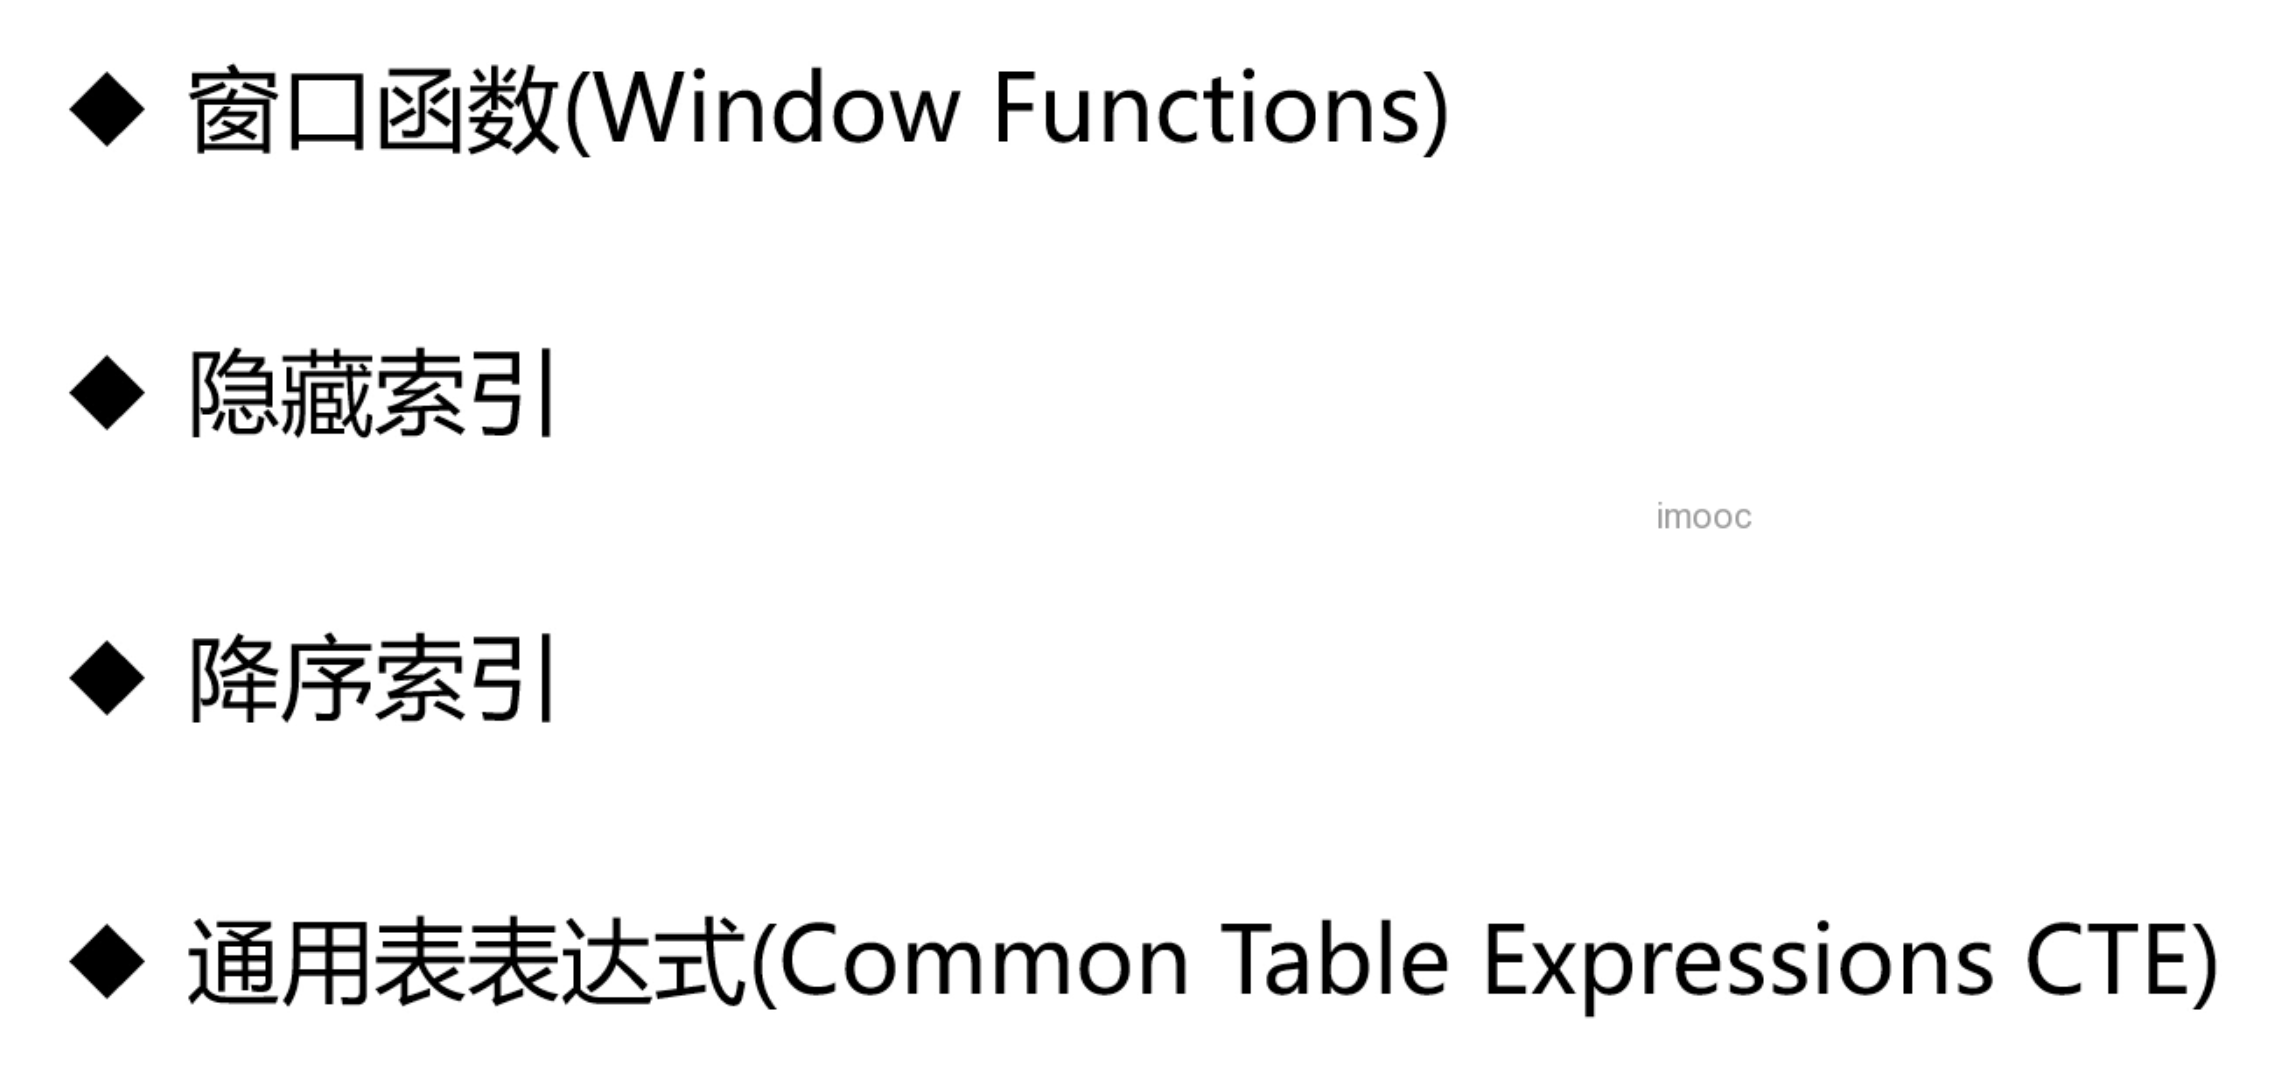 ◆ 窗口函数(Window Functions)
◆ 隐藏索引
imooc
◆ 降序索引
◆ 通用表表达式(Common Table Expressions CTE)